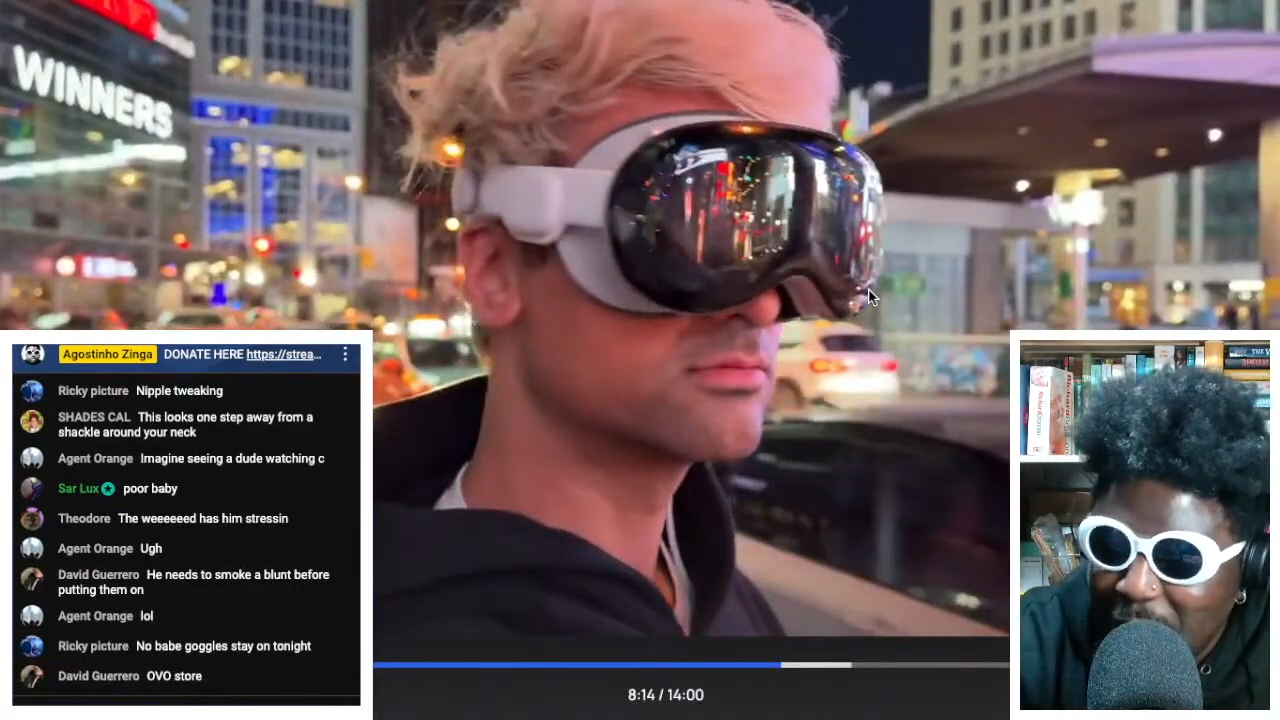 WINNERS
Agostinho Zinga DONATE HERE https://strea...
Ricky picture Nipple tweaking
SHADES CAL This looks one step away from a
shackle around your neck
Agent Orange Imagine seeing a dude watching c
Sar Lux poor baby
Theodore The weeeeeed has him stressin
Agent Orange Ugh
David Guerrero He needs to smoke a blunt before
putting them on
Agent Orange lol
Ricky picture No babe goggles stay on tonight
David Guerrero OVO store
8:14 / 14:00